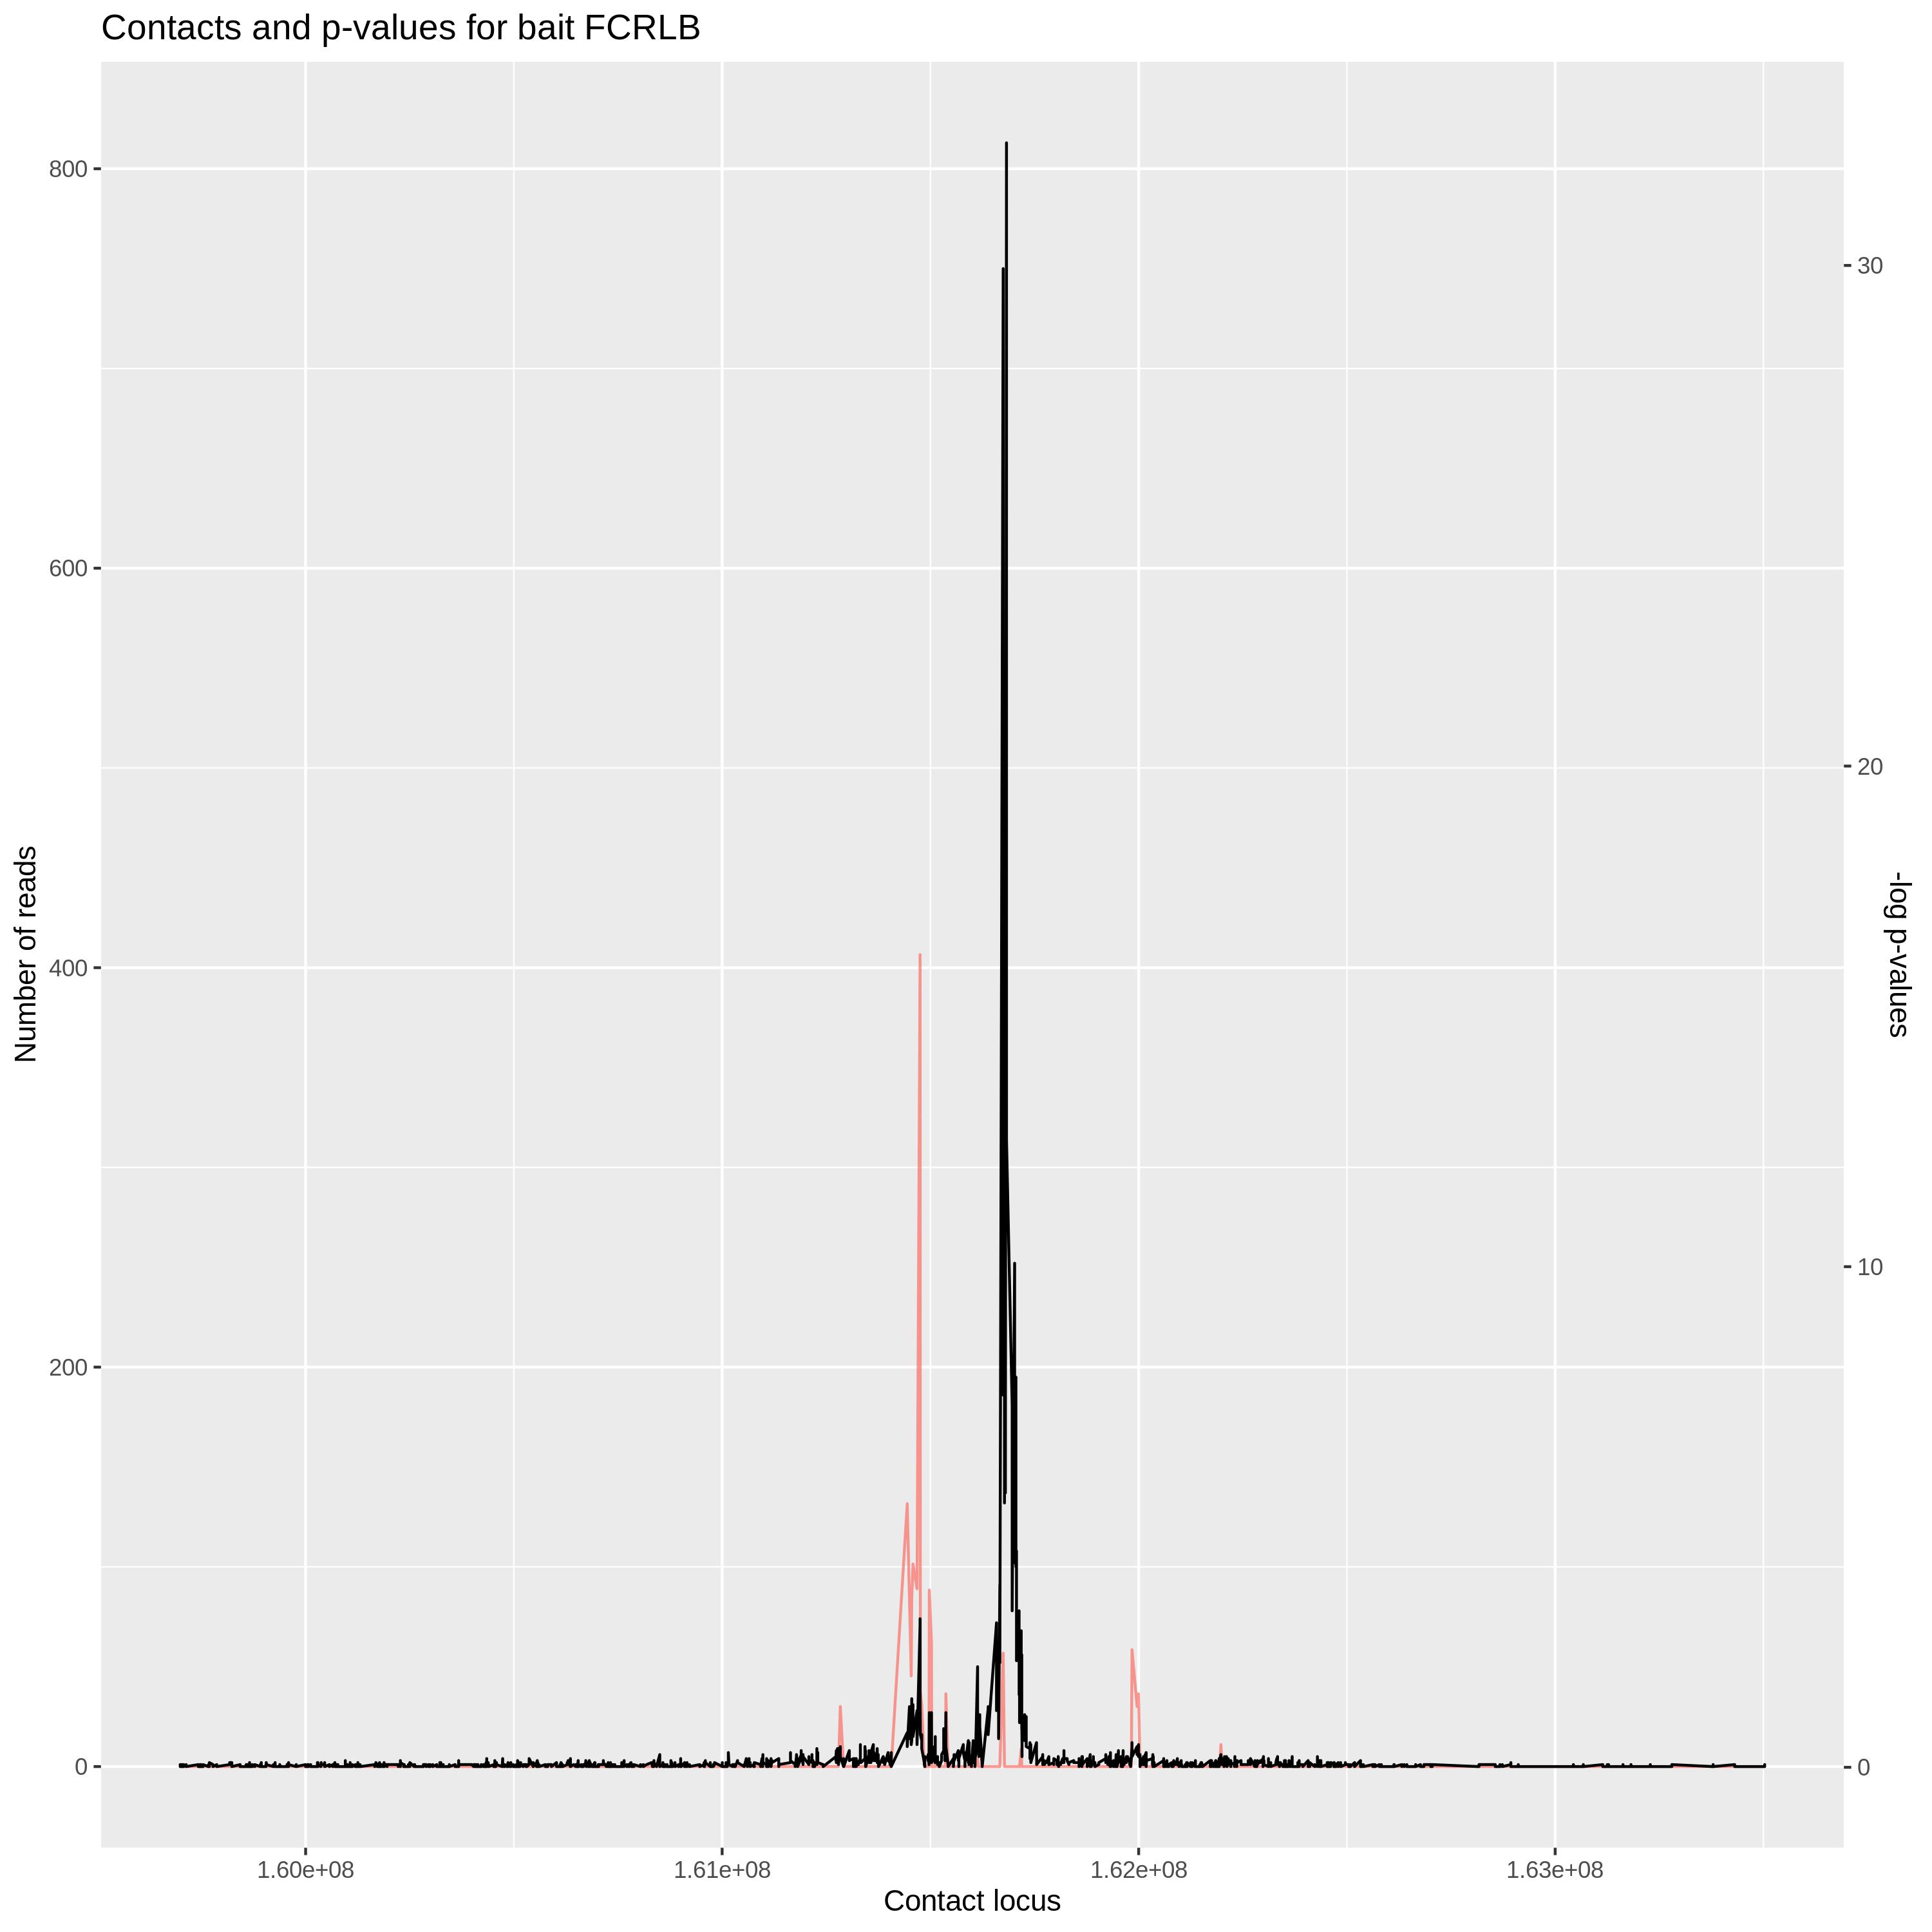 Contacts and p-values for bait FCRLB
800
600
400
200
0
Number of reads
30
20
10
0
-log p-values
1.60e+08
1.61e+08
1.62e+08
1.63e+08
Contact locus